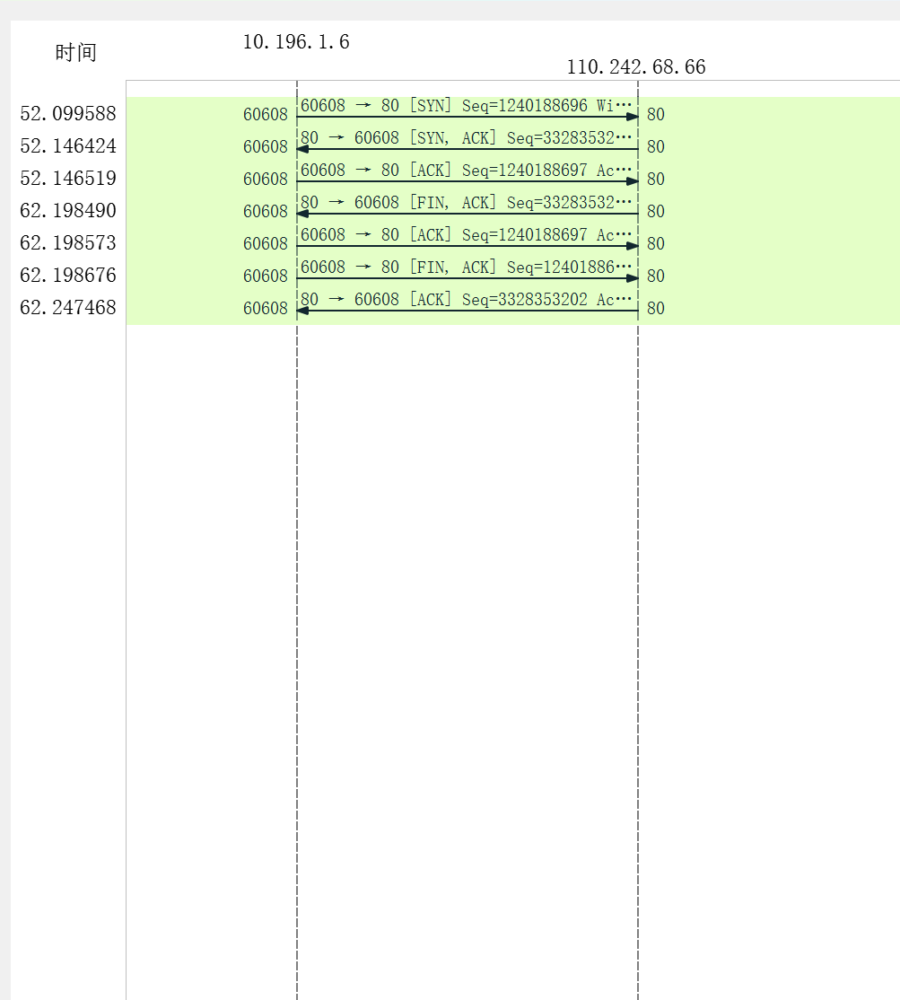 时间
10.196.1.6
110.242.68.66
52.099588 60608 60608 → 80 [SYN] Seq=1240188696 Wi… 80
52.146424 60608 80 → 60608 [SYN, ACK] Seq=33283532… 80
52.146519 60608 60608 → 80 [ACK] Seq=1240188697 Ac… 80
62.198490 60608 80 → 60608 [FIN, ACK] Seq=33283532… 80
62.198573 60608 60608 → 80 [ACK] Seq=1240188697 Ac… 80
62.198676 60608 60608 → 80 [FIN, ACK] Seq=12401886… 80
62.247468 60608 80 → 60608 [ACK] Seq=3328353202 Ac… 80